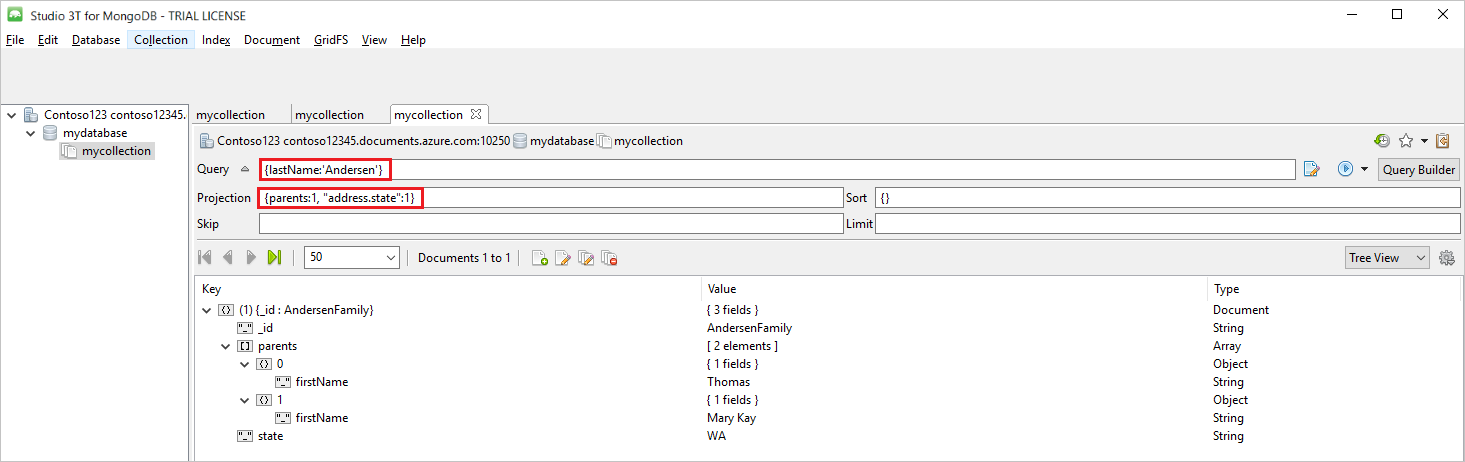 Studio 3T for MongoDB - TRIAL LICENSE
File Edit Database Collection Index Document GridFS View Help
Contoso123 contoso12345.
mydatabase
mycollection
mycollection mycollection mycollection
Contoso123 contoso12345.documents.azure.com:10250 mydatabase mycollection
Query {lastName:'Andersen'} Query Builder
Projection {parents:1, "address.state":1} Sort {}
Skip Limit
50 Documents 1 to 1 Tree View
Key Value Type
(1) {_id : AndersenFamily} { 3 fields } Document
_id AndersenFamily String
parents [ 2 elements ] Array
0 { 1 fields } Object
firstName Thomas String
1 { 1 fields } Object
firstName Mary Kay String
state WA String